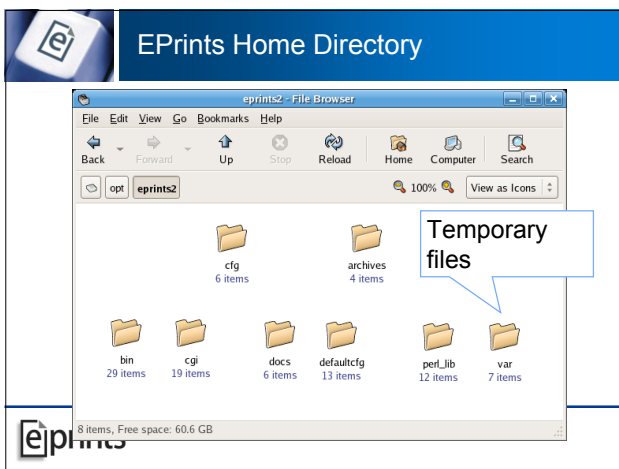 EPrints Home Directory
eprints2 - File Browser
File Edit View Go Bookmarks Help
Back Forward Up Stop Reload Home Computer Search
opt eprints2 100% View as Icons
Temporary
files
cfg archives
6 items 4 items
bin cgi docs defaultcfg perl_lib var
29 items 19 items 6 items 13 items 12 items 7 items
8 items, Free space: 60.6 GB
eprints